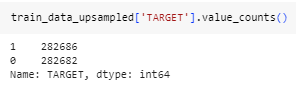 train_data_upsampled['TARGET'].value_counts()
1    282686
0    282682
Name: TARGET, dtype: int64